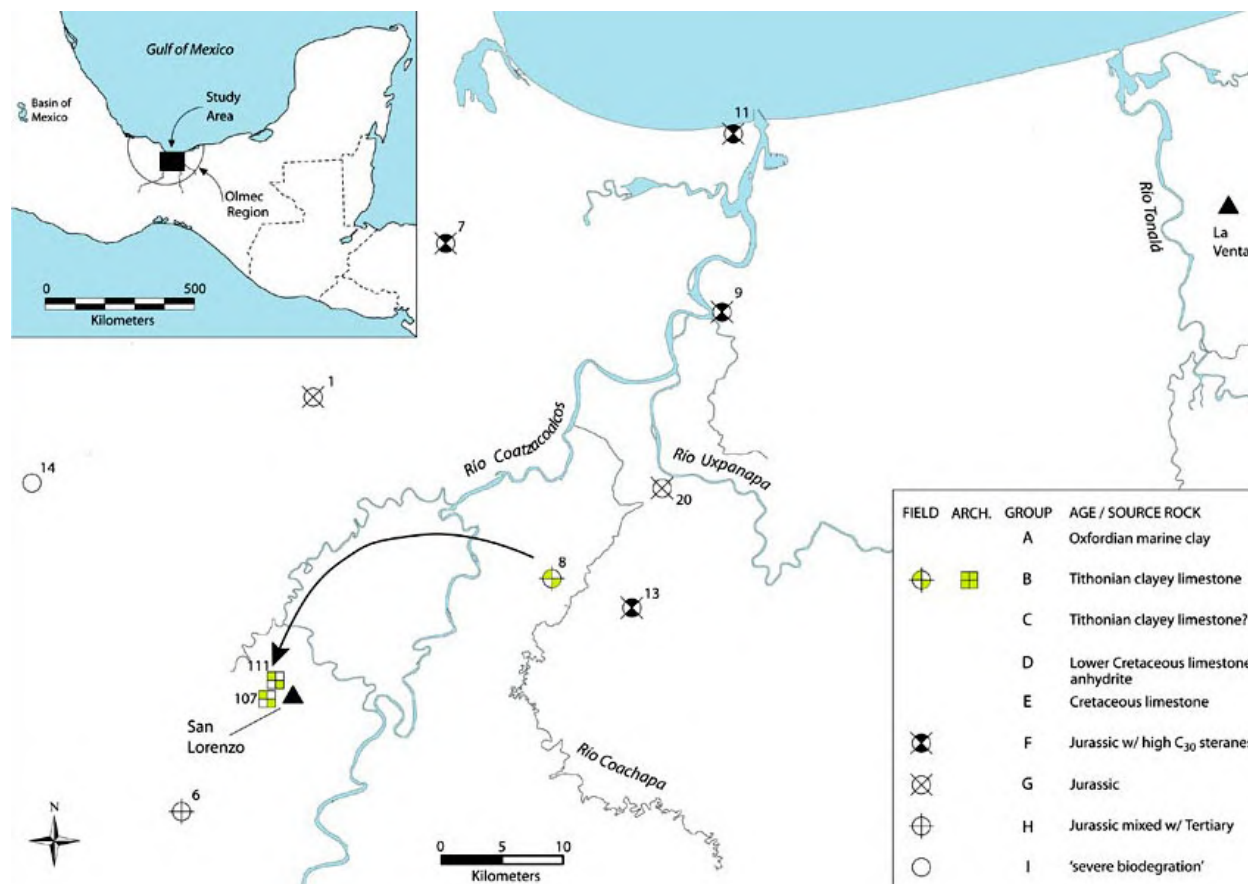 Gulf of Mexico
Basin of
Mexico
Study
Area
Olmec
Region
0 500
Kilometers
11
7
9
1
14
Río Coatzacoalcos
Río Uxpanapa
Río Tonalá
La
Venta
20
8
13
111
107
San
Lorenzo
Río Coachapa
6
N
0 5 10
Kilometers
FIELD ARCH. GROUP AGE / SOURCE ROCK
A Oxfordian marine clay
B Tithonian clayey limestone
C Tithonian clayey limestone?
D Lower Cretaceous limestone
anhydrite
E Cretaceous limestone
F Jurassic w/ high C30 steranes
G Jurassic
H Jurassic mixed w/ Tertiary
I 'severe biodegration'